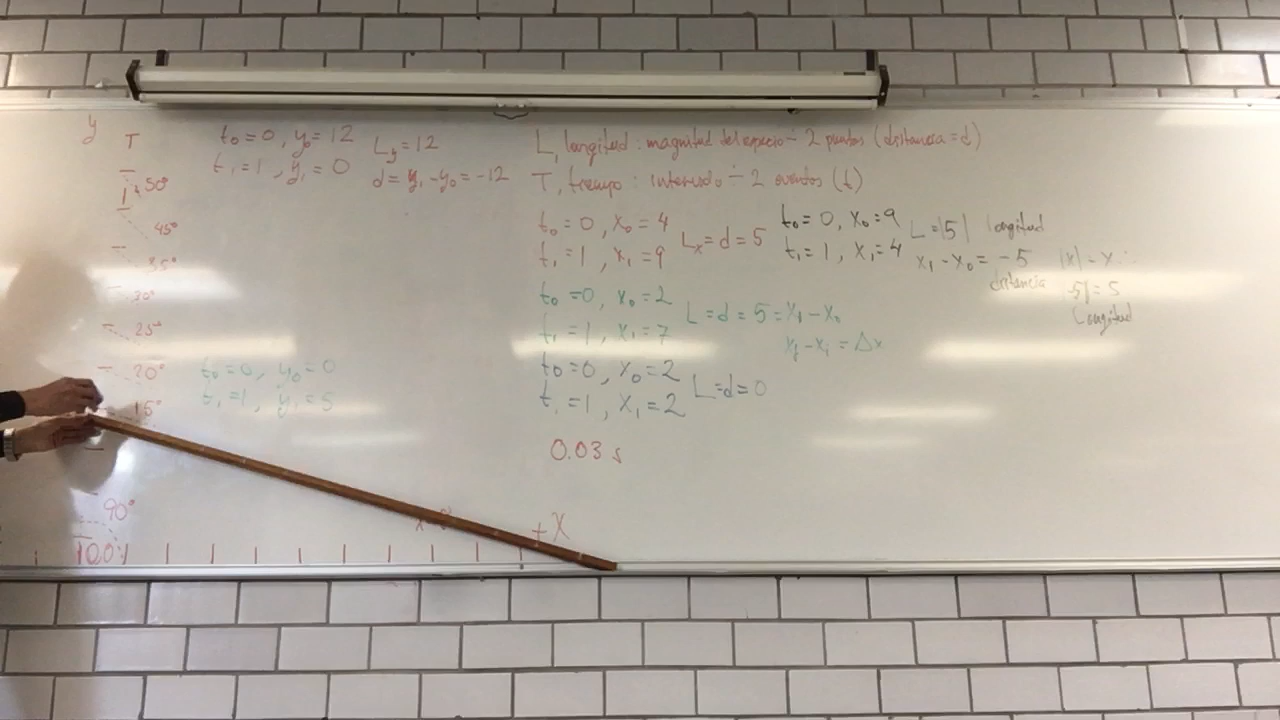 y
T
50°
45°
35°
30°
25°
20°
15°
90°
t₀=0, y₀=12
t₁=1, y₁=0
L_y=12
d= y₁-y₀=-12
t₀=0, y₀=0
t₁=1, y₁=5
L, longitud: magnitud del espacio ÷ 2 puntos (distancia=d)
T, tiempo: intervalo ÷ 2 eventos (t)
t₀=0, x₀=4
t₁=1, x₁=9
Lₓ=d=5
t₀=0, x₀=9
t₁=1, x₁=4
L=|5| longitud
x₁-x₀= -5
distancia
|-5|=5
Longitud
t₀=0, x₀=2
t₁=1, x₁=7
L=d=5=x₁-x₀
x_f-x_i=Δx
t₀=0, x₀=2
t₁=1, x₁=2
L=d=0
0.03 s
+X